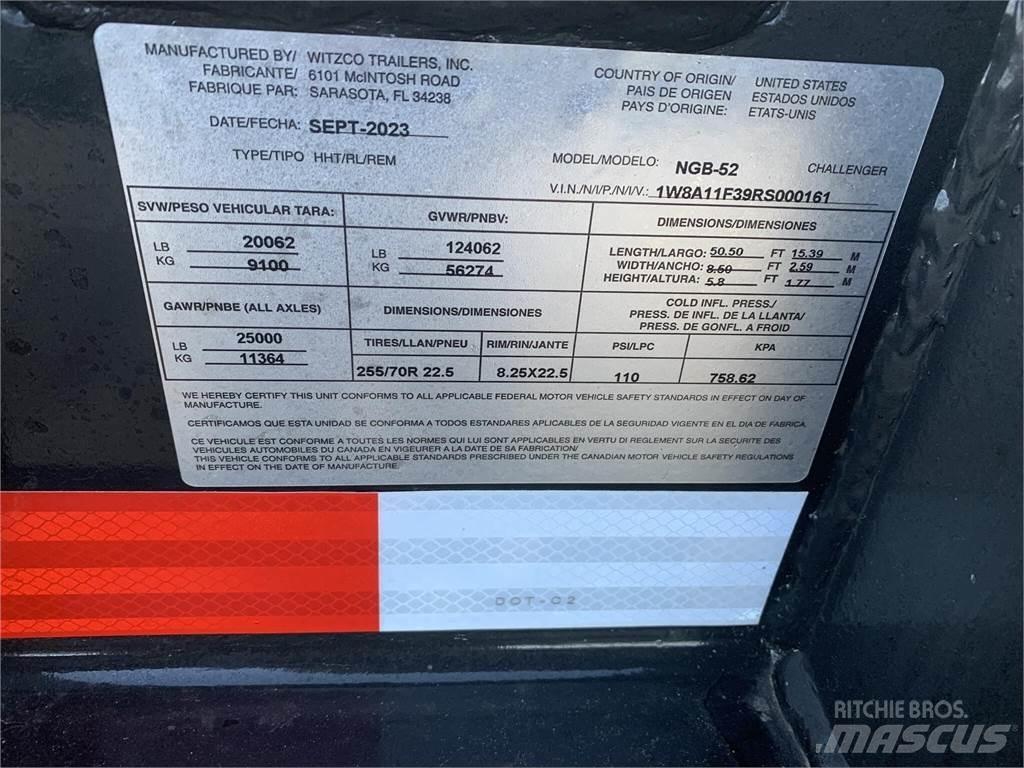 MANUFACTURED BY/ WITZCO TRAILERS, INC.
FABRICANTE/ 6101 McINTOSH ROAD
FABRIQUE PAR: SARASOTA, FL 34238
COUNTRY OF ORIGIN/ UNITED STATES
PAIS DE ORIGEN ESTADOS UNIDOS
PAYS D'ORIGINE: ETATS-UNIS
DATE/FECHA: SEPT-2023
TYPE/TIPO HHT/RL/REM
MODEL/MODELO: NGB-52 CHALLENGER
V.I.N./N/I/P./N/I/V.: 1W8A11F39RS000161
SVW/PESO VEHICULAR TARA:
LB 20062
KG 9100
GVWR/PNBV:
LB 124062
KG 56274
DIMENSIONS/DIMENSIONES
LENGTH/LARGO: 50.50 FT 15.39 M
WIDTH/ANCHO: 8.50 FT 2.59 M
HEIGHT/ALTURA: 5.8 FT 1.77 M
GAWR/PNBE (ALL AXLES)
LB 25000
KG 11364
DIMENSIONS/DIMENSIONES
TIRES/LLAN/PNEU RIM/RIN/JANTE
255/70R 22.5 8.25X22.5
COLD INFL. PRESS./
PRESS. DE INFL. DE LA LLANTA/
PRESS. DE GONFL. A FROID
PSI/LPC KPA
110 758.62
WE HEREBY CERTIFY THIS UNIT CONFORMS TO ALL APPLICABLE FEDERAL MOTOR VEHICLE SAFETY STANDARDS IN EFFECT ON DAY OF
MANUFACTURE.
CERTIFICAMOS QUE ESTA UNIDAD SE CONFORMA A TODOS ESTANDARES APLICABLES DE LA SEGURIDAD VIGENTE EN EL DIA DE FABRICA.
CE VEHICULE EST CONFORME A TOUTES LES NORMES QUI LUI SONT APPLICABLES EN VERTU DI REGLEMENT SUR LA SECURITE DES
VEHICULES AUTOMOBILES DU CANADA EN VIGEURER A LA DATE DE SA FABRICATION/
THIS VEHICLE CONFORMS TO ALL APPLICABLE STANDARDS PRESCRIBED UNDER THE CANADIAN MOTOR VEHICLE SAFETY REGULATIONS
IN EFFECT ON THE DATE OF MANUFACTURE.
DOT-C2
RITCHIE BROS.
MASCUS